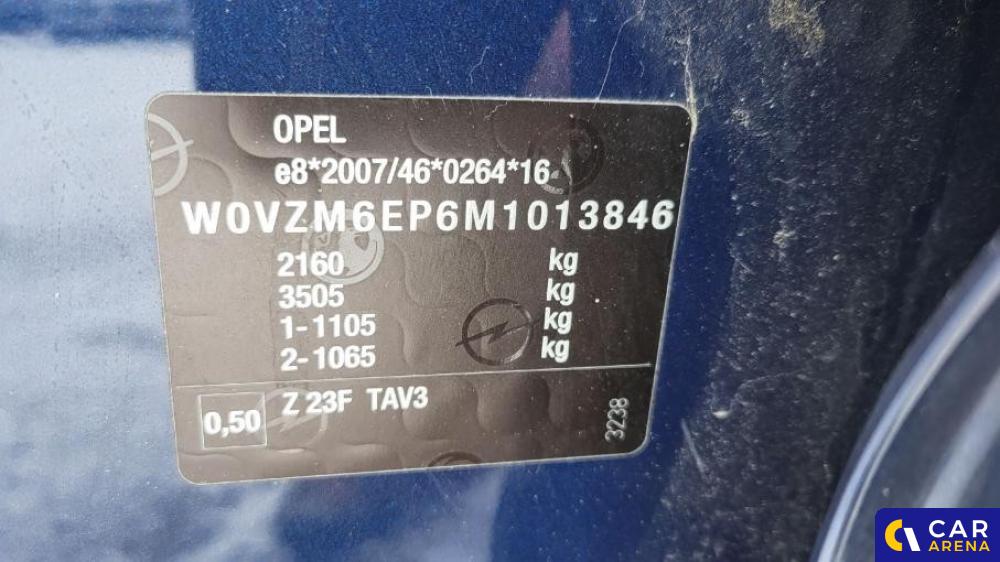 OPEL
e8*2007/46*0264*16
W0VZM6EP6M1013846
2160 kg
3505 kg
1-1105 kg
2-1065 kg
0,50 Z 23F TAV3
3238
CAR
ARENA